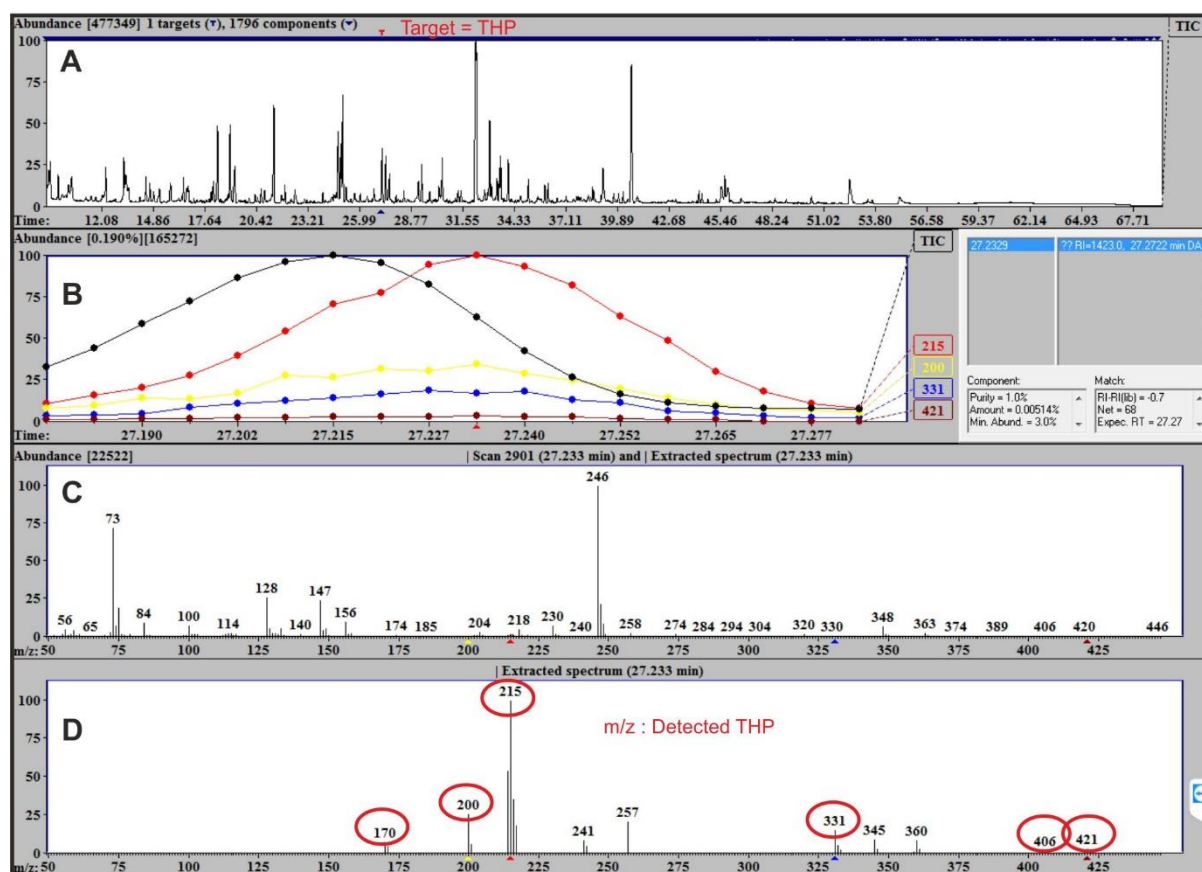 Abundance [477349] 1 targets (T), 1796 components (▾) T Target = THP TIC
A
100
75
50
25
0
Time: 12.08 14.86 17.64 20.42 23.21 25.99 28.77 31.55 34.33 37.11 39.89 42.68 45.46 48.24 51.02 53.80 56.58 59.37 62.14 64.93 67.71
Abundance [0.190%][165272] TIC
B
100
75
50
25
0
215
200
331
421
Time: 27.190 27.202 27.215 27.227 27.240 27.252 27.265 27.277
27.2329 ?? RI=1423.0, 27.2722 min DA
Component:
Purity = 1.0%
Amount = 0.00514%
Min. Abund. = 3.0%
Match:
RI-RI(lib) = -0.7
Net = 68
Expec. RT = 27.27
Abundance [22522] | Scan 2901 (27.233 min) and | Extracted spectrum (27.233 min)
C
100
75
50
25
0
56 65 73 84 100 114 128 140 147 156 174 185 204 218 230 240 246 258 274 284 294 304 320 330 348 363 374 389 406 420 446
m/z: 50 75 100 125 150 175 200 225 250 275 300 325 350 375 400 425
| Extracted spectrum (27.233 min)
D
100
75
50
25
0
m/z : Detected THP
170 200 215 241 257 331 345 360 406 421
m/z: 50 75 100 125 150 175 200 225 250 275 300 325 350 375 400 425